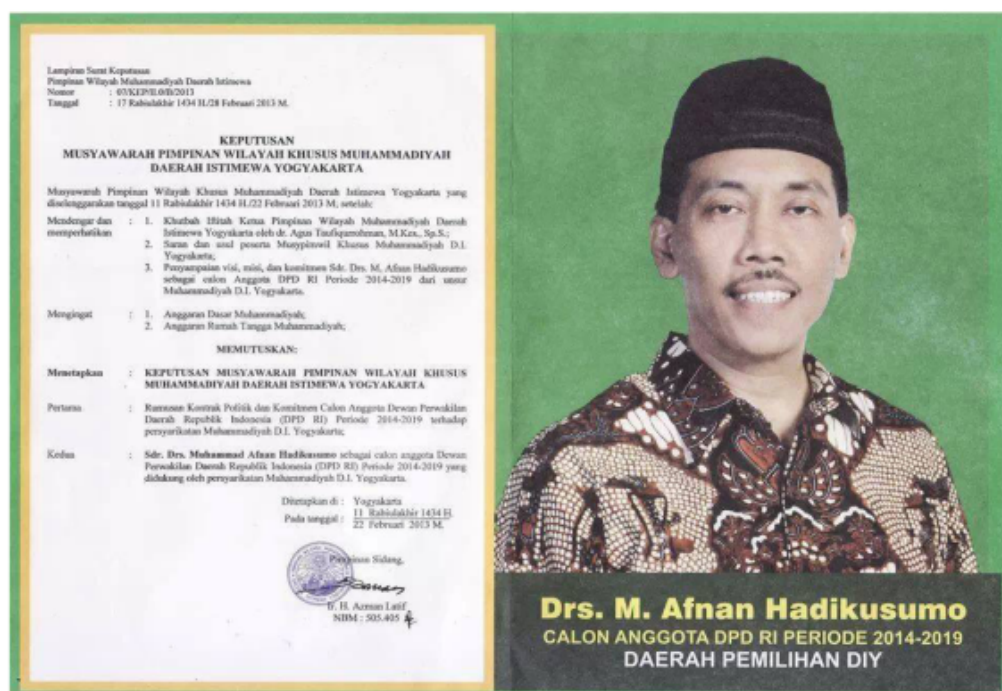 Lampiran Surat Keputusan
Pimpinan Wilayah Muhammadiyah Daerah Istimewa
Nomor : 07/KEP/II.0/B/2013
Tanggal : 17 Rabiulakhir 1434 H./28 Februari 2013 M.
KEPUTUSAN
MUSYAWARAH PIMPINAN WILAYAH KHUSUS MUHAMMADIYAH
DAERAH ISTIMEWA YOGYAKARTA
Musyawarah Pimpinan Wilayah Khusus Muhammadiyah Daerah Istimewa Yogyakarta yang
diselenggarakan tanggal 11 Rabiulakhir 1434 H./22 Februari 2013 M, setelah:
Mendengar dan memperhatikan : 1. Khutbah Iftitah Ketua Pimpinan Wilayah Muhammadiyah Daerah
Istimewa Yogyakarta oleh dr. Agus Taufiqurrohman, M.Kes., Sp.S.;
2. Saran dan usul peserta Musypimwil Khusus Muhammadiyah D.I.
Yogyakarta;
3. Penyampaian visi, misi, dan komitmen Sdr. Drs. M. Afnan Hadikusumo
sebagai calon Anggota DPD RI Periode 2014-2019 dari unsur
Muhammadiyah D.I. Yogyakarta.
Mengingat : 1. Anggaran Dasar Muhammadiyah;
2. Anggaran Rumah Tangga Muhammadiyah;
MEMUTUSKAN:
Menetapkan : KEPUTUSAN MUSYAWARAH PIMPINAN WILAYAH KHUSUS
MUHAMMADIYAH DAERAH ISTIMEWA YOGYAKARTA
Pertama : Rumusan Kontrak Politik dan Komitmen Calon Anggota Dewan Perwakilan
Daerah Republik Indonesia (DPD RI) Periode 2014-2019 terhadap
persyarikatan Muhammadiyah D.I. Yogyakarta;
Kedua : Sdr. Drs. Muhammad Afnan Hadikusumo sebagai calon anggota Dewan
Perwakilan Daerah Republik Indonesia (DPD RI) Periode 2014-2019 yang
didukung oleh persyarikatan Muhammadiyah D.I. Yogyakarta.
Ditetapkan di : Yogyakarta
Pada tanggal : 11 Rabiulakhir 1434 H.
22 Februari 2013 M.
Pimpinan Sidang,
Ir. H. Azman Latif
NBM : 505.405
Drs. M. Afnan Hadikusumo
CALON ANGGOTA DPD RI PERIODE 2014-2019
DAERAH PEMILIHAN DIY